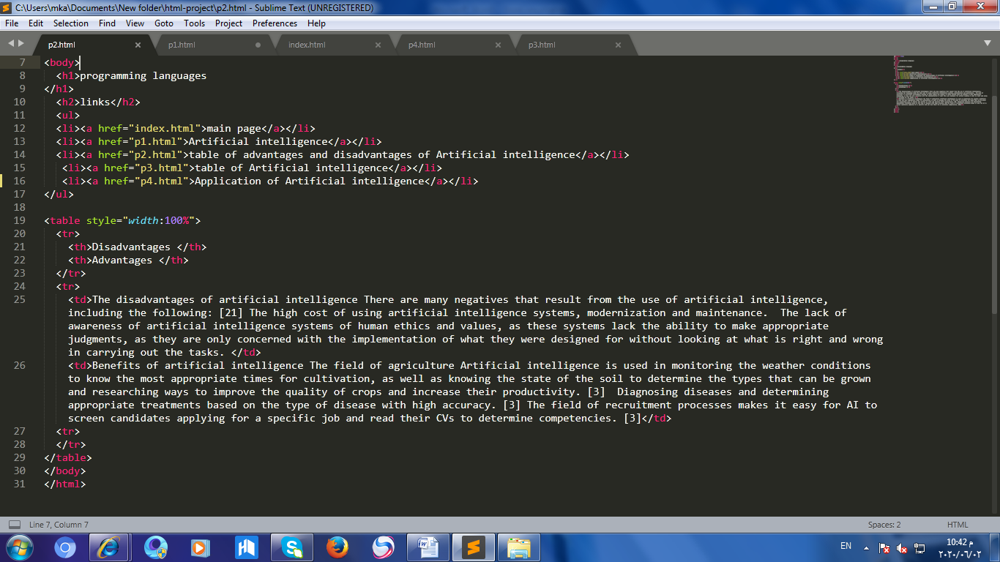 C:\Users\mka\Documents\New folder\html-project\p2.html - Sublime Text (UNREGISTERED)
File Edit Selection Find View Goto Tools Project Preferences Help
p2.html p1.html index.html p4.html p3.html
7 <body>
8 <h1>programming languages
9 </h1>
10 <h2>links</h2>
11 <ul>
12 <li><a href="index.html">main page</a></li>
13 <li><a href="p1.html">Artificial intelligence</a></li>
14 <li><a href="p2.html">table of advantages and disadvantages of Artificial intelligence</a></li>
15 <li><a href="p3.html">table of Artificial intelligence</a></li>
16 <li><a href="p4.html">Application of Artificial intelligence</a></li>
17 </ul>
18
19 <table style="width:100%">
20 <tr>
21 <th>Disadvantages </th>
22 <th>Advantages </th>
23 </tr>
24 <tr>
25 <td>The disadvantages of artificial intelligence There are many negatives that result from the use of artificial intelligence,
including the following: [21] The high cost of using artificial intelligence systems, modernization and maintenance.  The lack of
awareness of artificial intelligence systems of human ethics and values, as these systems lack the ability to make appropriate
judgments, as they are only concerned with the implementation of what they were designed for without looking at what is right and wrong
in carrying out the tasks. </td>
26 <td>Benefits of artificial intelligence The field of agriculture Artificial intelligence is used in monitoring the weather conditions
to know the most appropriate times for cultivation, as well as knowing the state of the soil to determine the types that can be grown
and researching ways to improve the quality of crops and increase their productivity. [3]  Diagnosing diseases and determining
appropriate treatments based on the type of disease with high accuracy. [3] The field of recruitment processes makes it easy for AI to
screen candidates applying for a specific job and read their CVs to determine competencies. [3]</td>
27 <tr>
28 </tr>
29 </table>
30 </body>
31 </html>
Line 7, Column 7 Spaces: 2 HTML
EN 10:42 م
٢٠٢٠/٠٦/٠٢